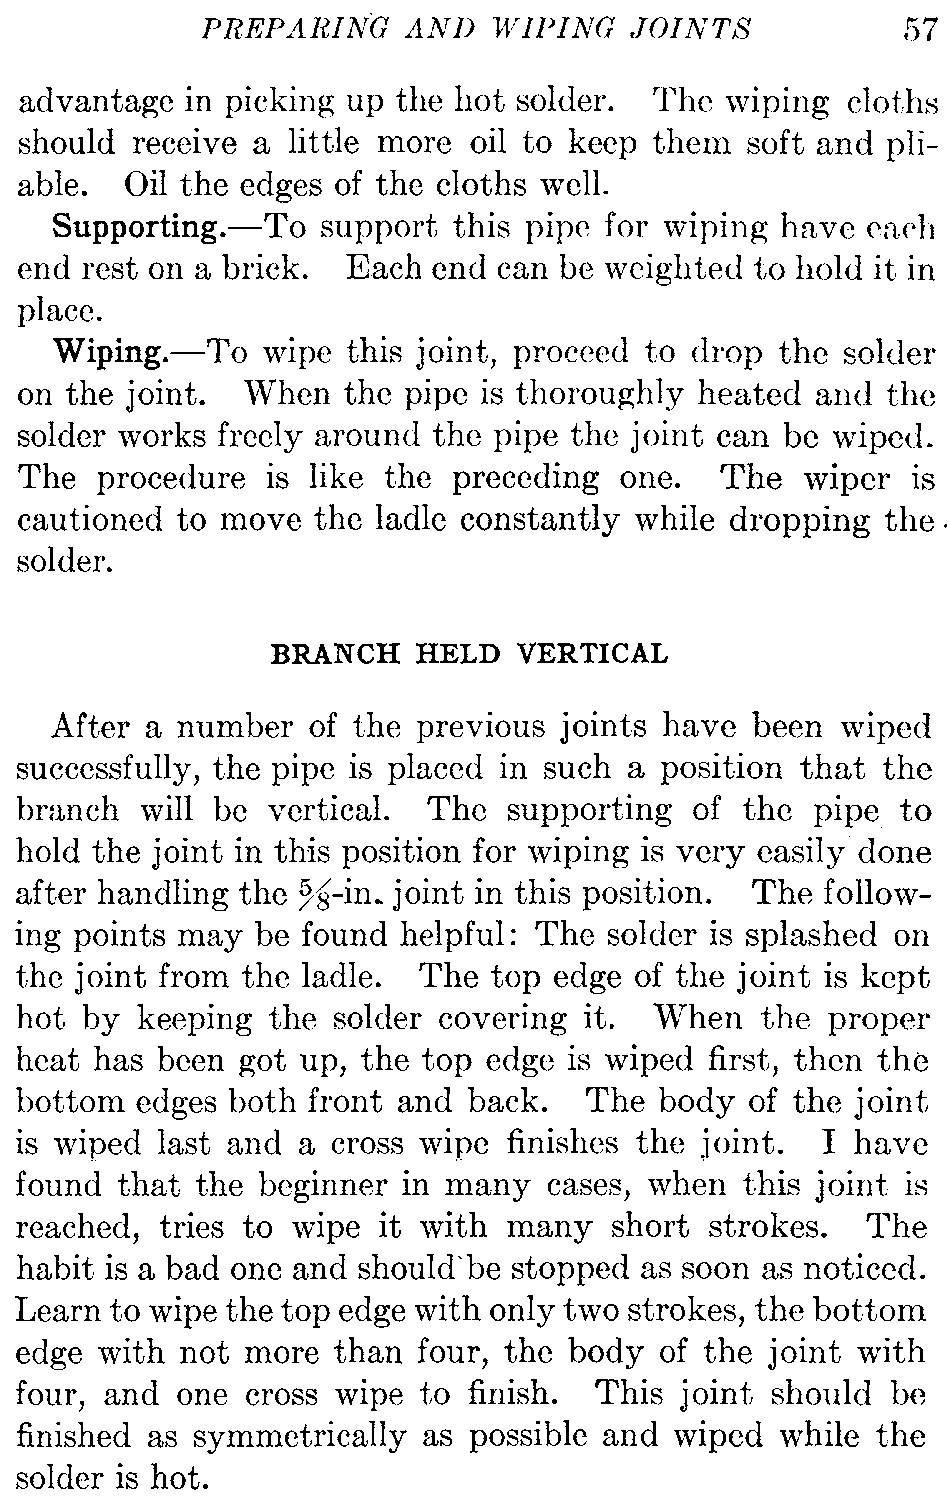 PREPARING AND WIPING JOINTS 57
advantage in picking up the hot solder. The wiping cloths
should receive a little more oil to keep them soft and pli-
able. Oil the edges of the cloths well.
Supporting.—To support this pipe for wiping have each
end rest on a brick. Each end can be weighted to hold it in
place.
Wiping.—To wipe this joint, proceed to drop the solder
on the joint. When the pipe is thoroughly heated and the
solder works freely around the pipe the joint can be wiped.
The procedure is like the preceding one. The wiper is
cautioned to move the ladle constantly while dropping the
solder.
BRANCH HELD VERTICAL
After a number of the previous joints have been wiped
successfully, the pipe is placed in such a position that the
branch will be vertical. The supporting of the pipe to
hold the joint in this position for wiping is very easily done
after handling the ⅝-in. joint in this position. The follow-
ing points may be found helpful: The solder is splashed on
the joint from the ladle. The top edge of the joint is kept
hot by keeping the solder covering it. When the proper
heat has been got up, the top edge is wiped first, then the
bottom edges both front and back. The body of the joint
is wiped last and a cross wipe finishes the joint. I have
found that the beginner in many cases, when this joint is
reached, tries to wipe it with many short strokes. The
habit is a bad one and should be stopped as soon as noticed.
Learn to wipe the top edge with only two strokes, the bottom
edge with not more than four, the body of the joint with
four, and one cross wipe to finish. This joint should be
finished as symmetrically as possible and wiped while the
solder is hot.